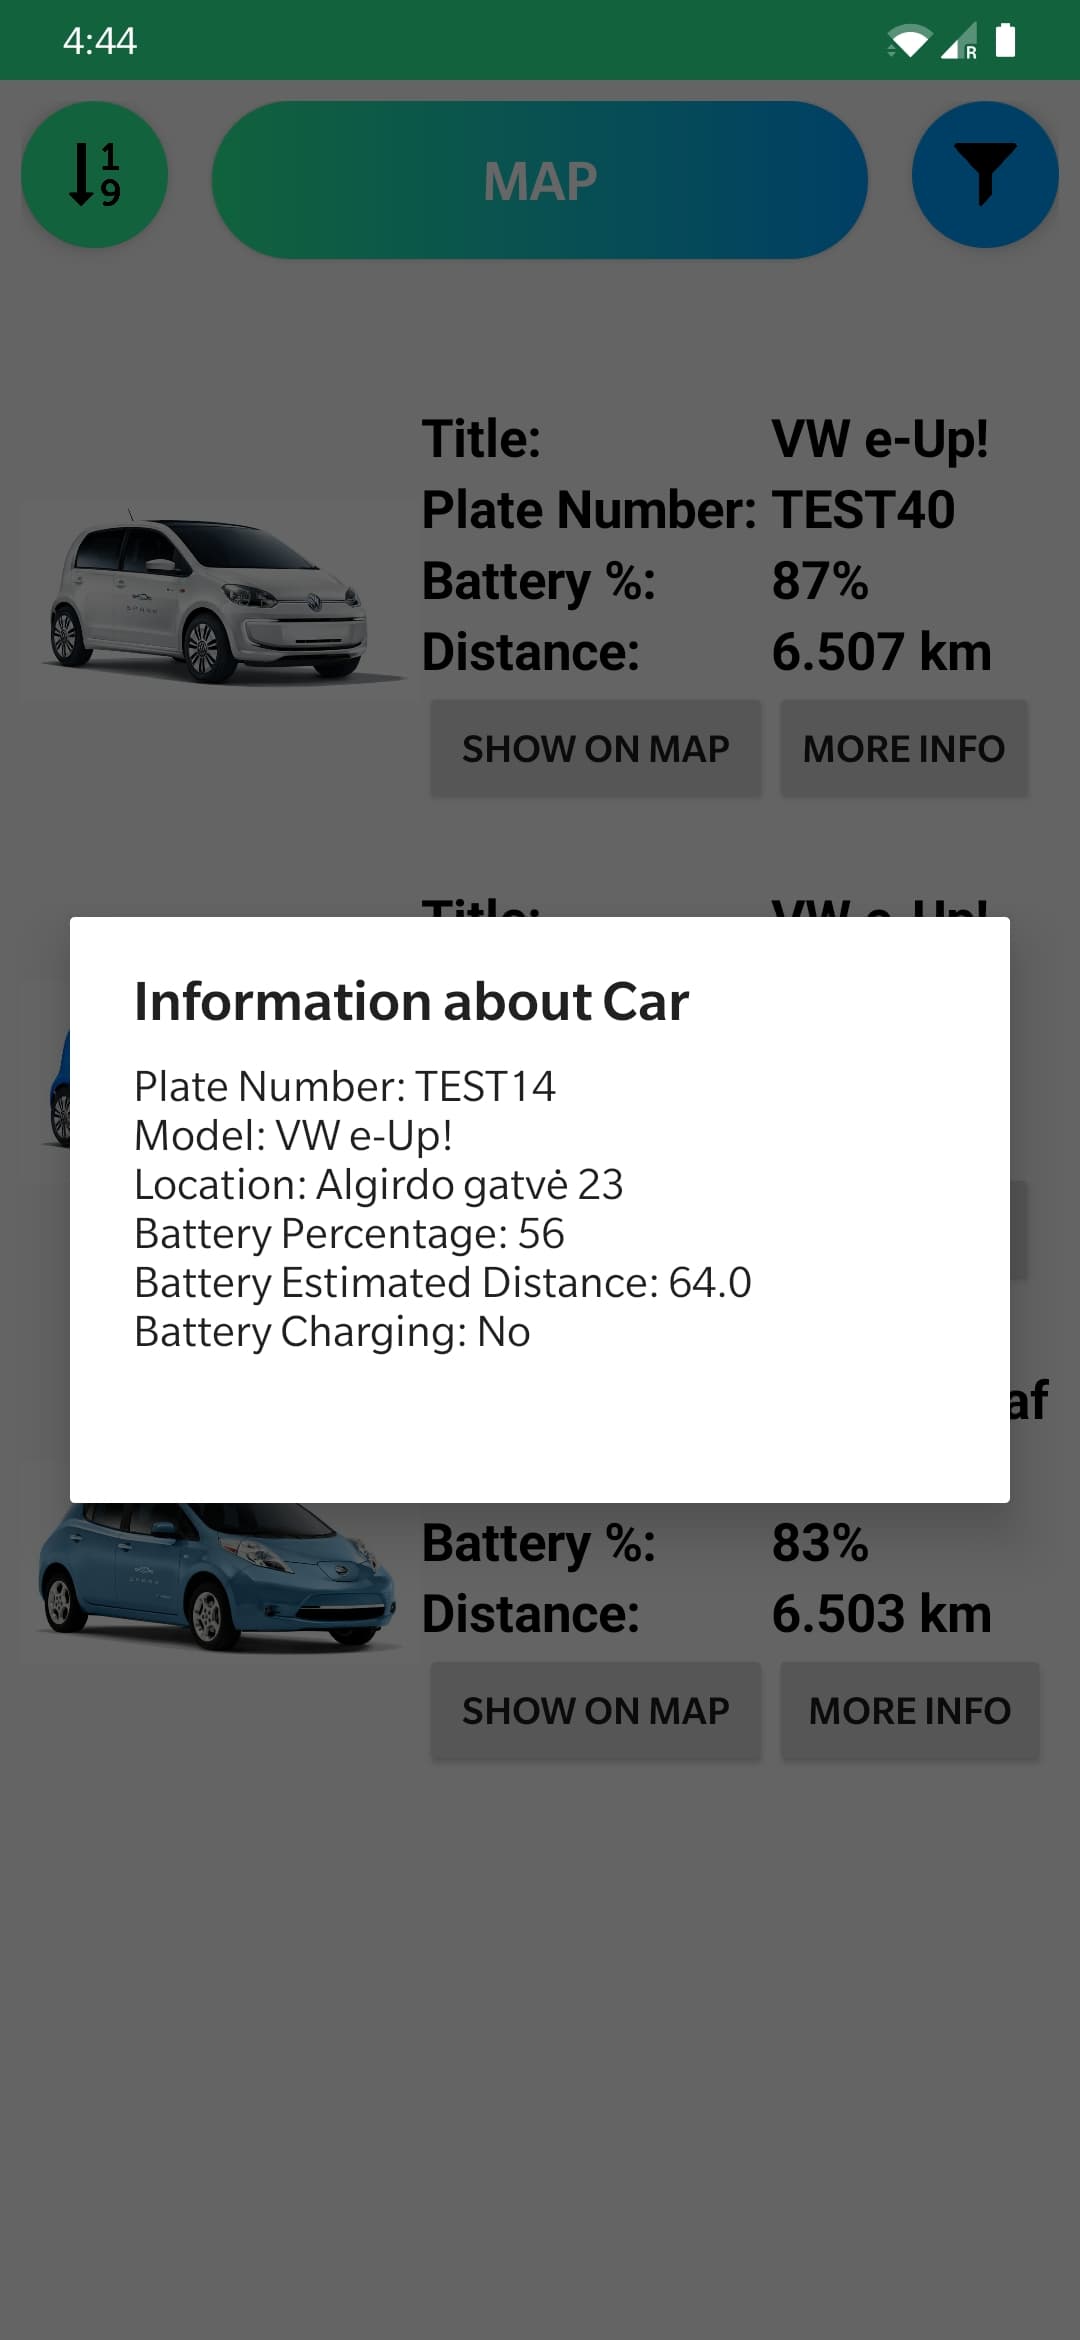 4:44
R
1
9
MAP
Title: VW e-Up!
Plate Number: TEST40
Battery %: 87%
Distance: 6.507 km
SHOW ON MAP MORE INFO
Title: VW e-Up!
Information about Car
Plate Number: TEST14
Model: VW e-Up!
Location: Algirdo gatvė 23
Battery Percentage: 56
Battery Estimated Distance: 64.0
Battery Charging: No
af
Battery %: 83%
Distance: 6.503 km
SHOW ON MAP MORE INFO